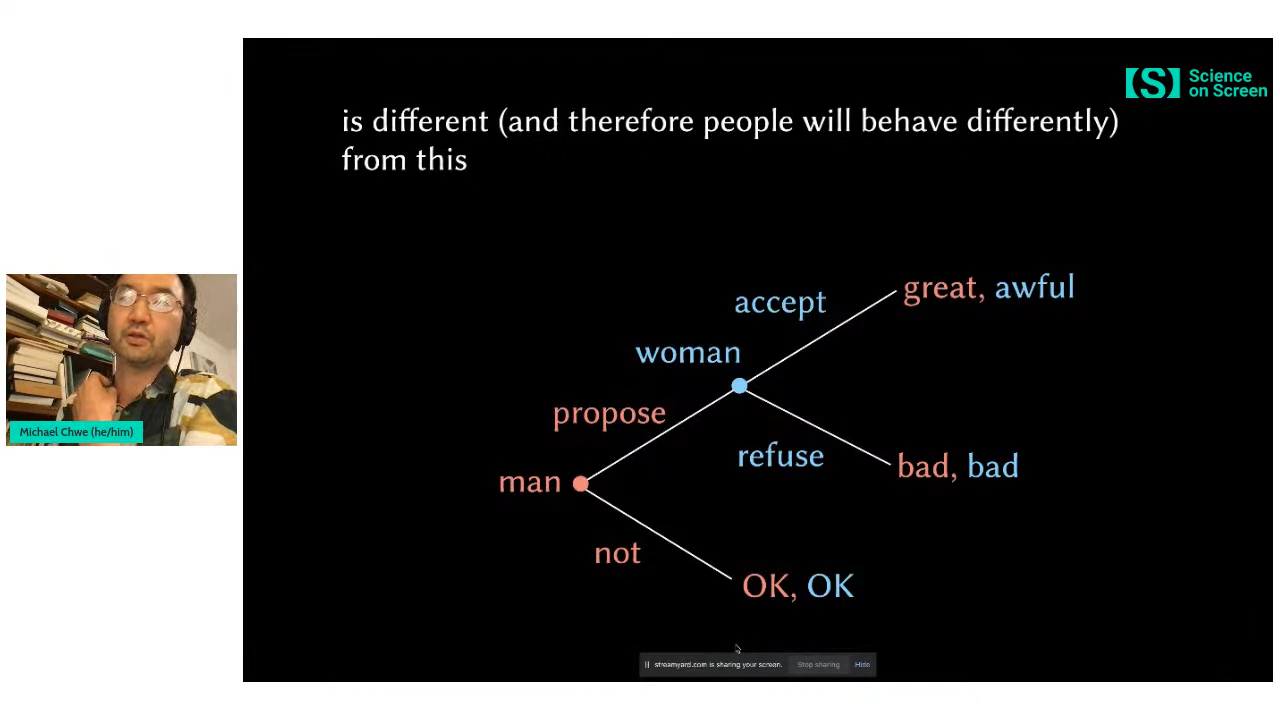 Science
on Screen
is different (and therefore people will behave differently)
from this
accept
great, awful
woman
propose
refuse
bad, bad
man
not
OK, OK
Michael Chwe (he/him)
streamyard.com is sharing your screen. Stop sharing Hide